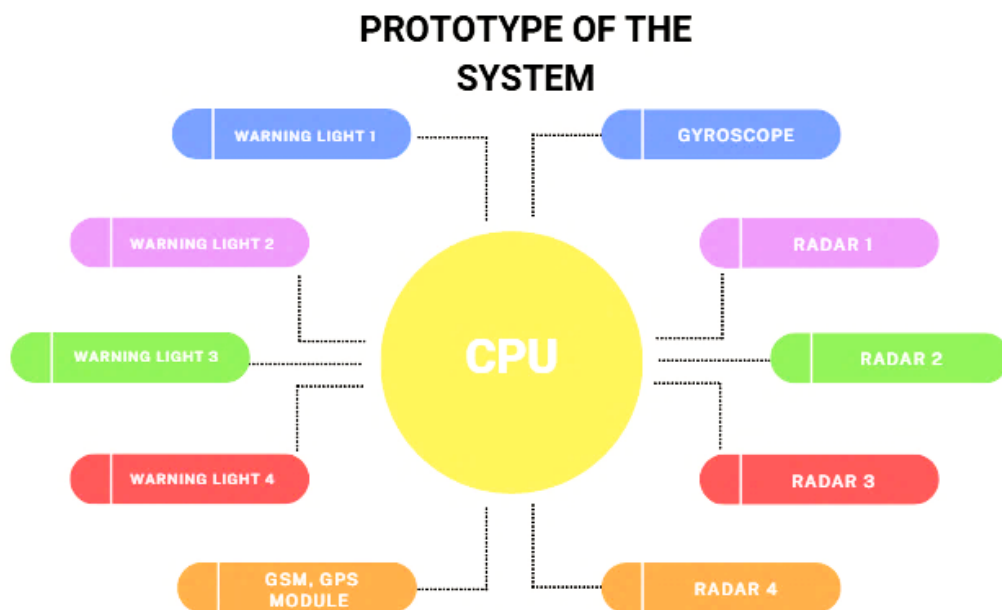 PROTOTYPE OF THE
SYSTEM
WARNING LIGHT 1
GYROSCOPE
WARNING LIGHT 2
RADAR 1
CPU
WARNING LIGHT 3
RADAR 2
WARNING LIGHT 4
RADAR 3
GSM, GPS
MODULE
RADAR 4